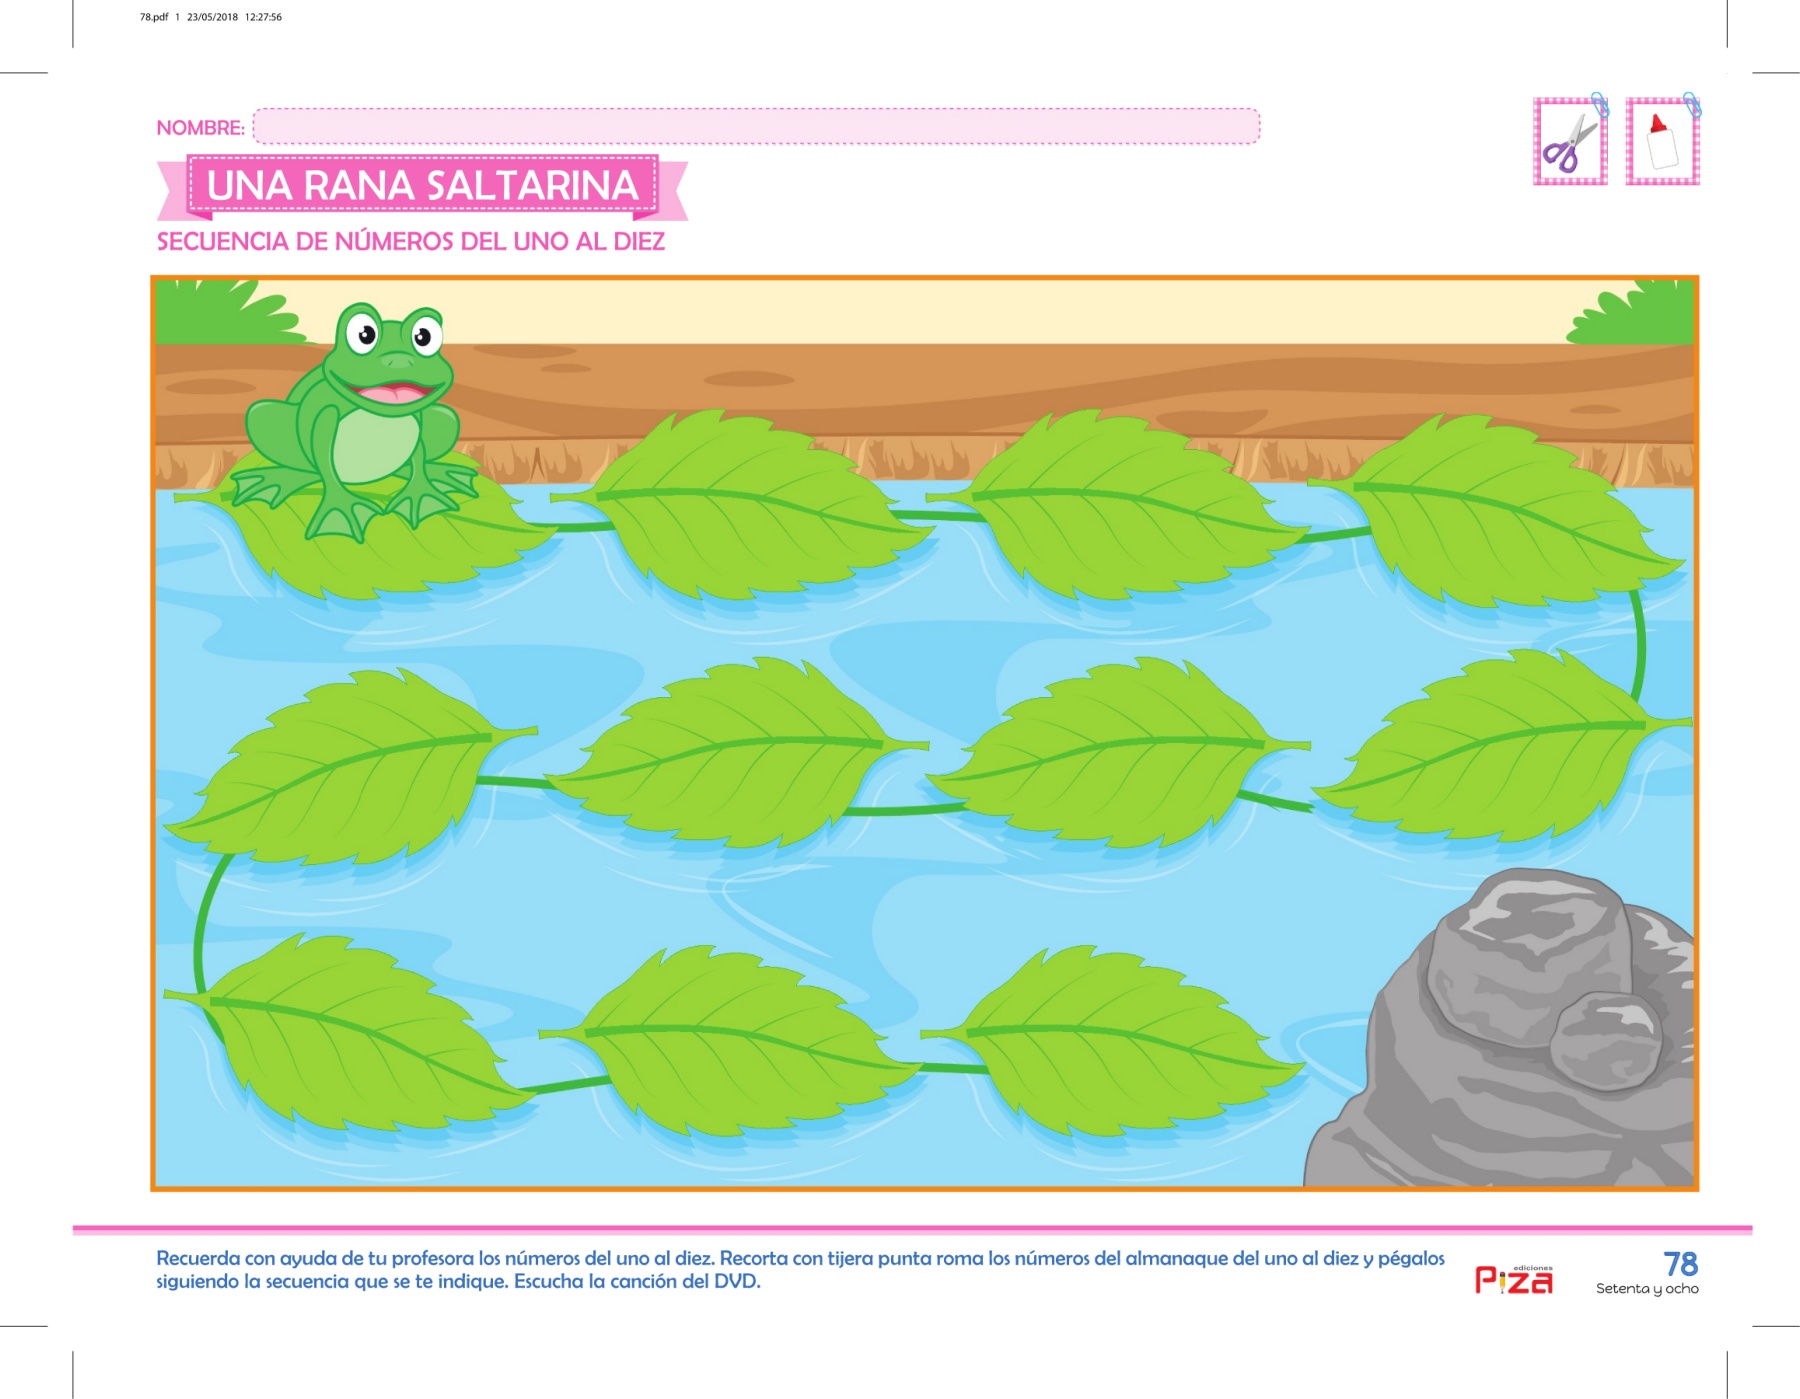 78.pdf 1 23/05/2018 12:27:56
NOMBRE:
UNA RANA SALTARINA
SECUENCIA DE NÚMEROS DEL UNO AL DIEZ
Recuerda con ayuda de tu profesora los números del uno al diez. Recorta con tijera punta roma los números del almanaque del uno al diez y pégalos
siguiendo la secuencia que se te indique. Escucha la canción del DVD.
ediciones
Piza
78
Setenta y ocho